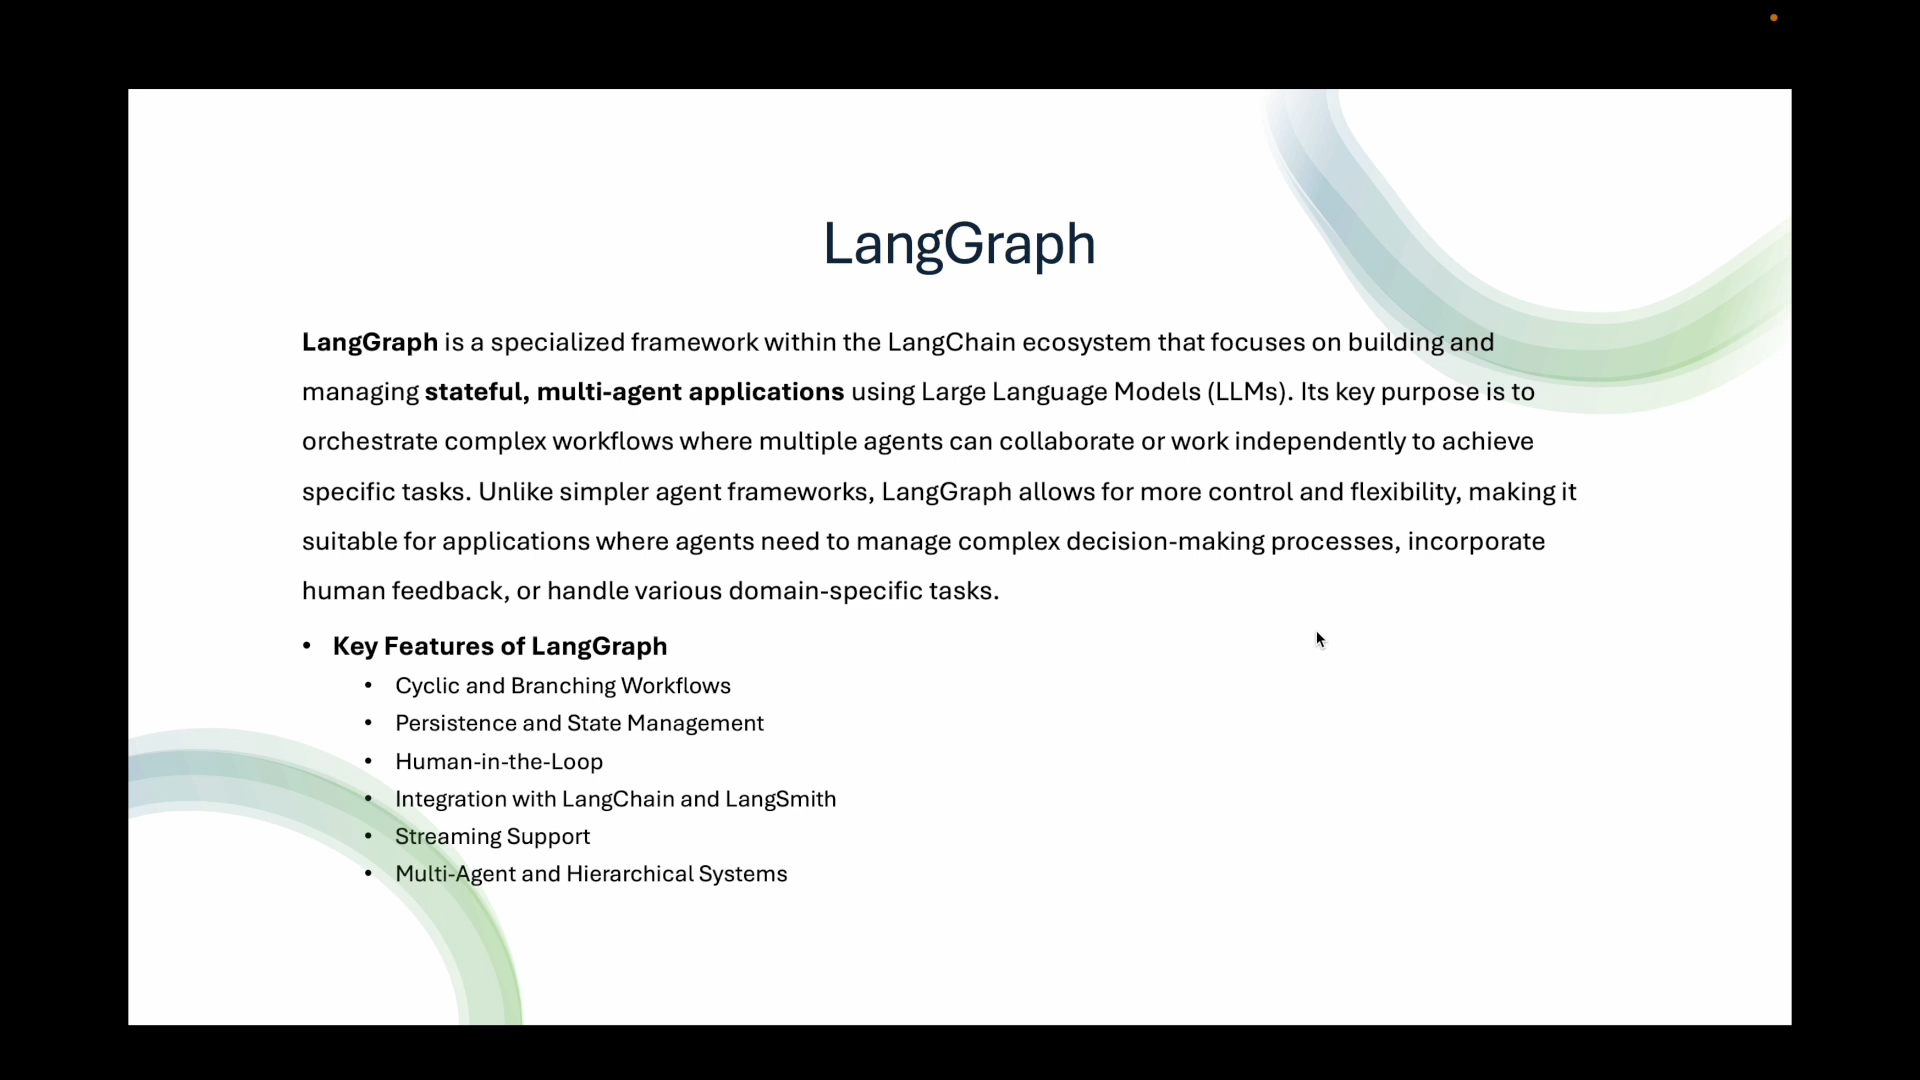 LangGraph
LangGraph is a specialized framework within the LangChain ecosystem that focuses on building and
managing stateful, multi-agent applications using Large Language Models (LLMs). Its key purpose is to
orchestrate complex workflows where multiple agents can collaborate or work independently to achieve
specific tasks. Unlike simpler agent frameworks, LangGraph allows for more control and flexibility, making it
suitable for applications where agents need to manage complex decision-making processes, incorporate
human feedback, or handle various domain-specific tasks.
• Key Features of LangGraph
• Cyclic and Branching Workflows
• Persistence and State Management
• Human-in-the-Loop
• Integration with LangChain and LangSmith
• Streaming Support
• Multi-Agent and Hierarchical Systems